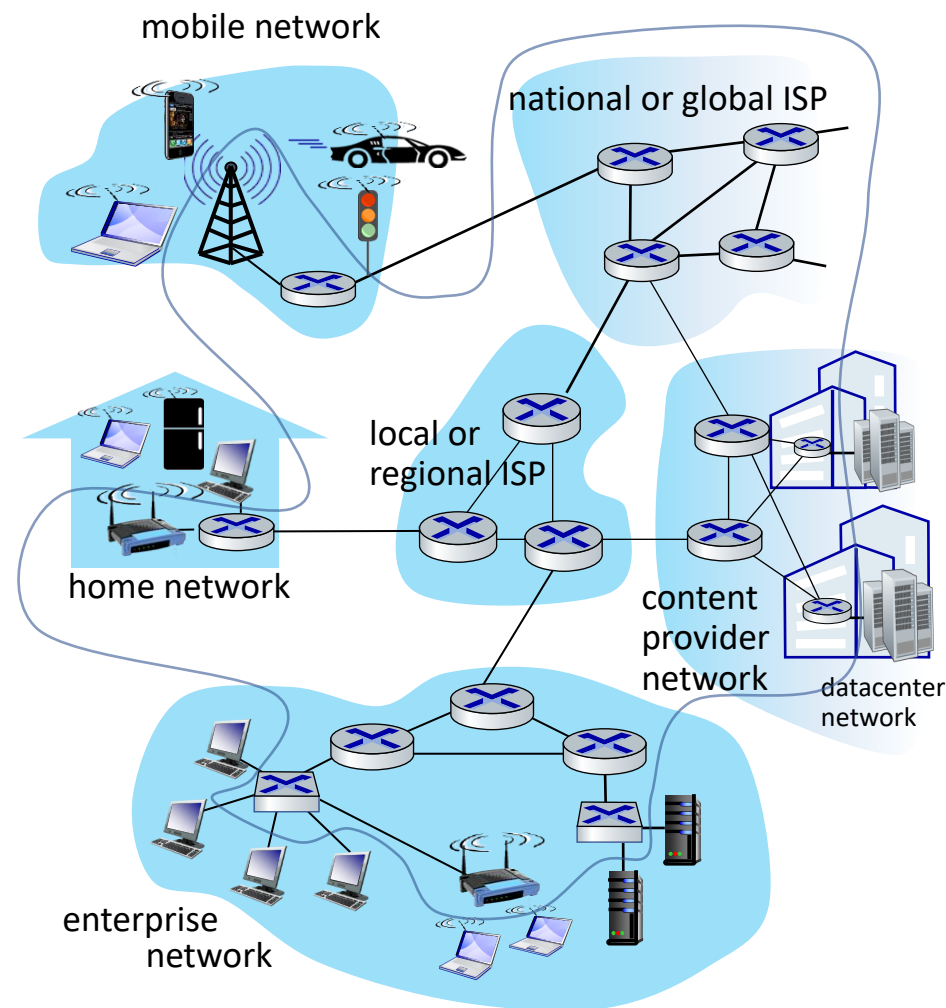 mobile network
national or global ISP
local or
regional ISP
home network
content
provider
network
datacenter
network
enterprise
network